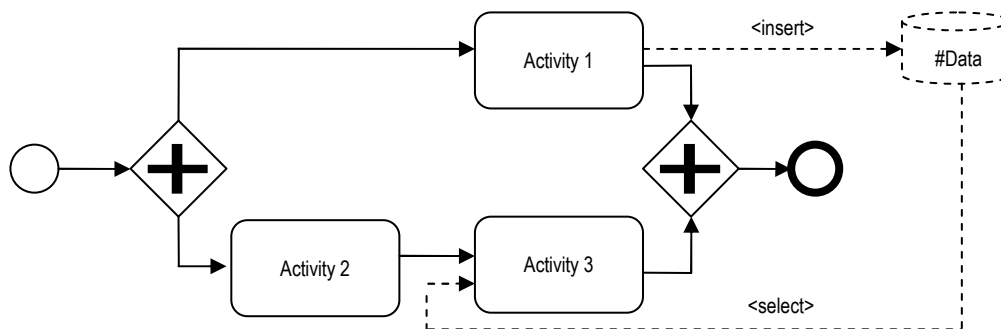 <insert>
Activity 1
#Data
Activity 2
Activity 3
<select>